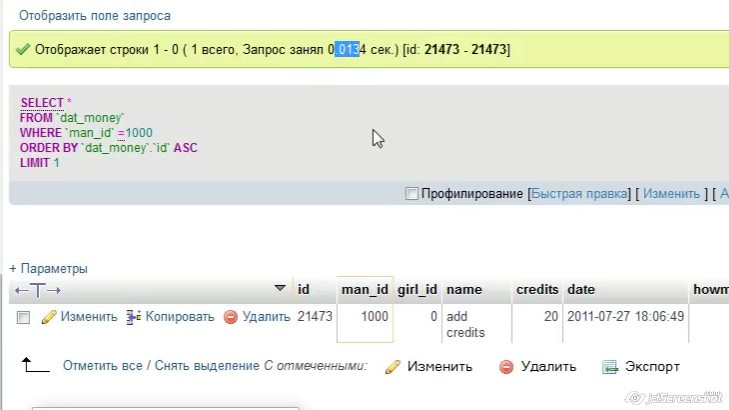 Отобразить поле запроса
Отображает строки 1 - 0 ( 1 всего, Запрос занял 0.0134 сек.) [id: 21473 - 21473]
SELECT *
FROM `dat_money`
WHERE `man_id` =1000
ORDER BY `dat_money`.`id` ASC
LIMIT 1
Профилирование [Быстрая правка] [ Изменить ] [
+ Параметры
←T→ id man_id girl_id name credits date howm
Изменить Копировать Удалить 21473 1000 0 add 20 2011-07-27 18:06:49
credits
Отметить все / Снять выделение С отмеченными: Изменить Удалить Экспорт
jetScreenshot